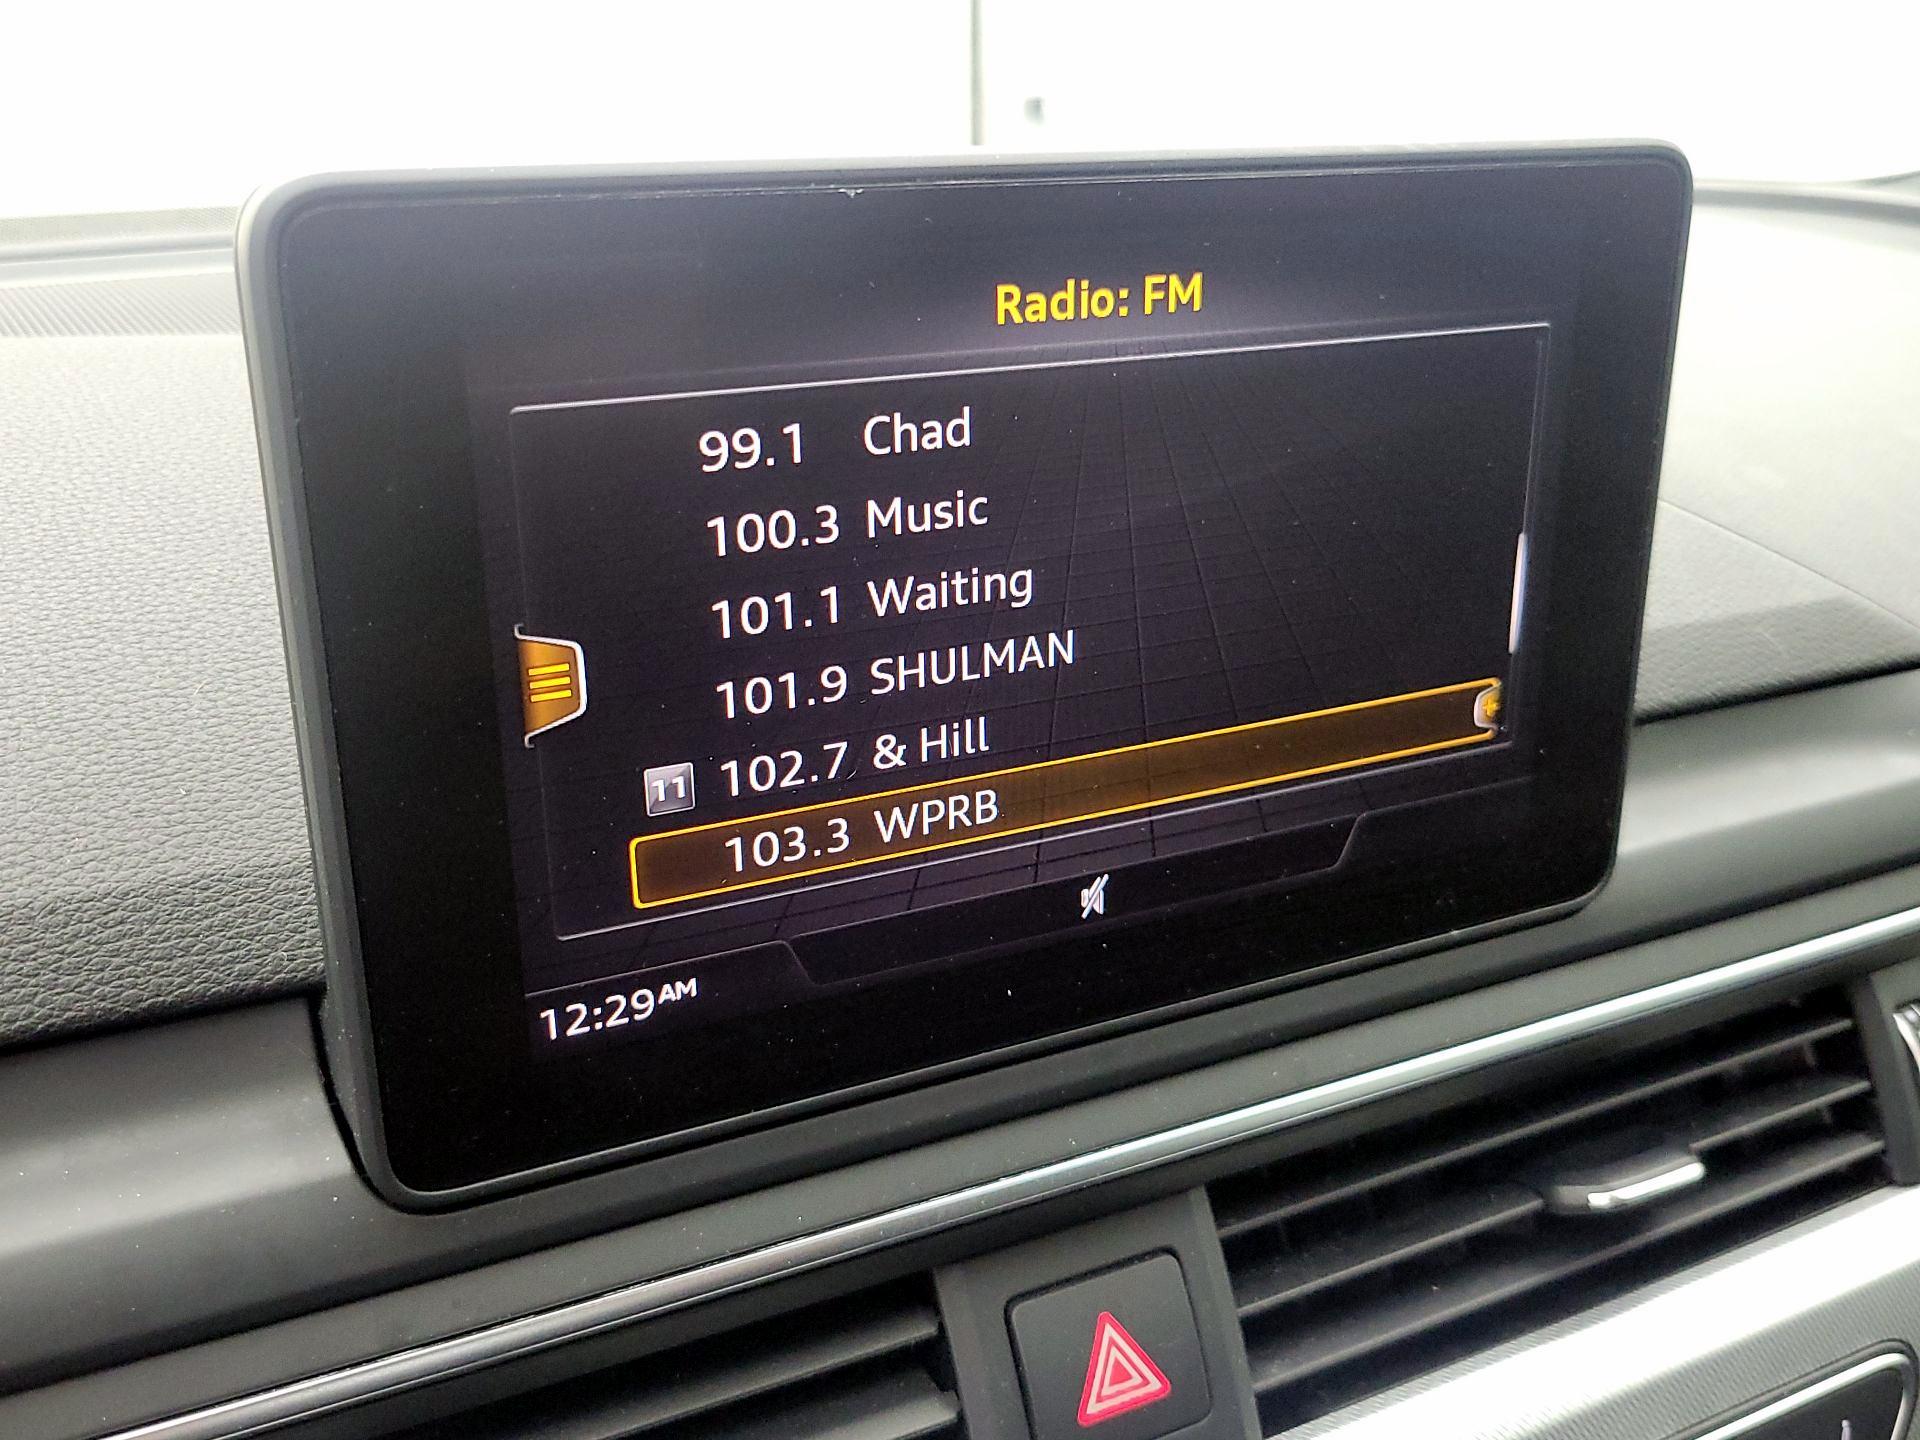 Radio: FM
99.1 Chad
100.3 Music
101.1 Waiting
101.9 SHULMAN
11 102.7 & Hill
103.3 WPRB
12:29AM